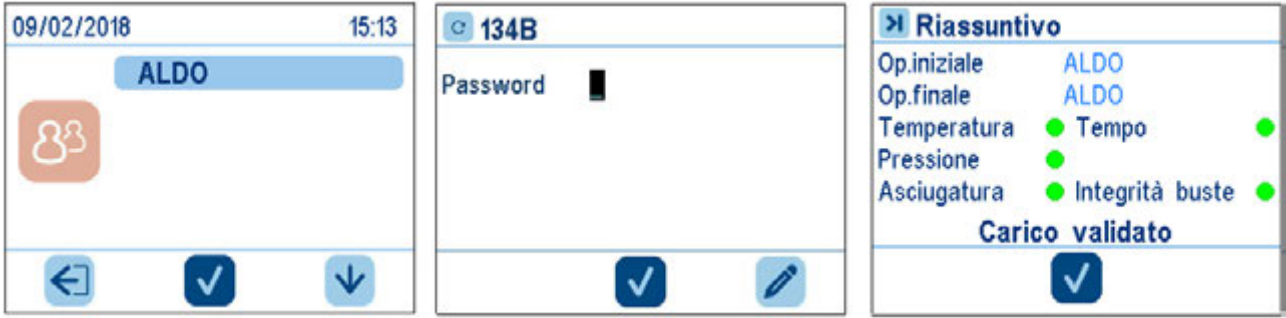 09/02/2018 15:13
ALDO
134B
Password
Riassuntivo
Op.iniziale ALDO
Op.finale ALDO
Temperatura Tempo
Pressione
Asciugatura Integrità buste
Carico validato